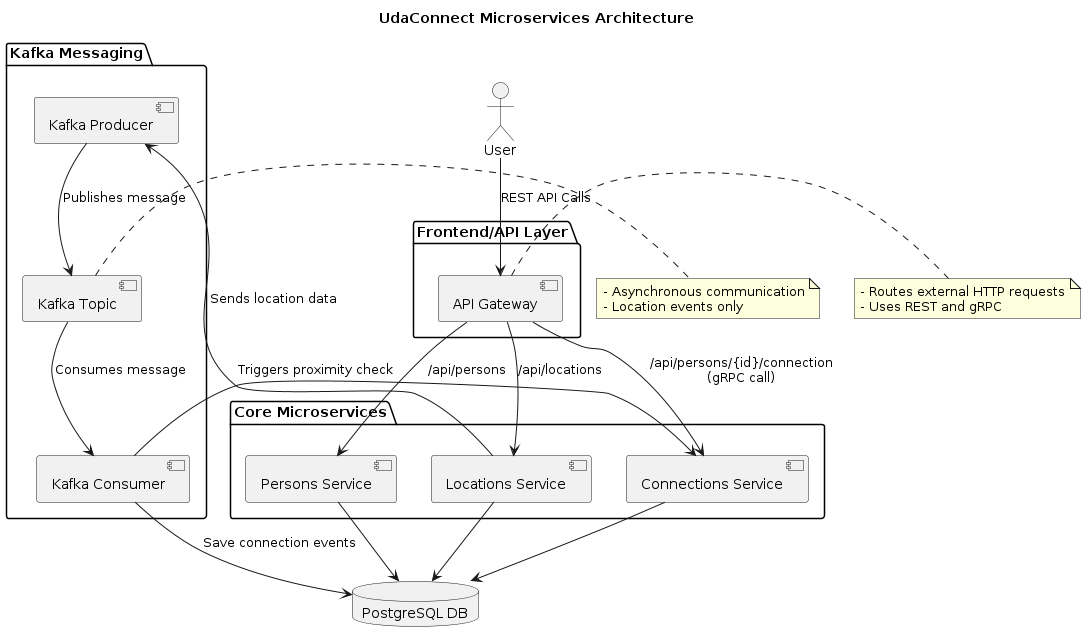 UdaConnect Microservices Architecture
Kafka Messaging
Kafka Producer
User
Publishes message
REST API Calls
Frontend/API Layer
Kafka Topic
Sends location data
API Gateway
- Asynchronous communication
- Location events only
- Routes external HTTP requests
- Uses REST and gRPC
Consumes message
Triggers proximity check
/api/persons
/api/locations
/api/persons/{id}/connection
(gRPC call)
Core Microservices
Kafka Consumer
Persons Service
Locations Service
Connections Service
Save connection events
PostgreSQL DB